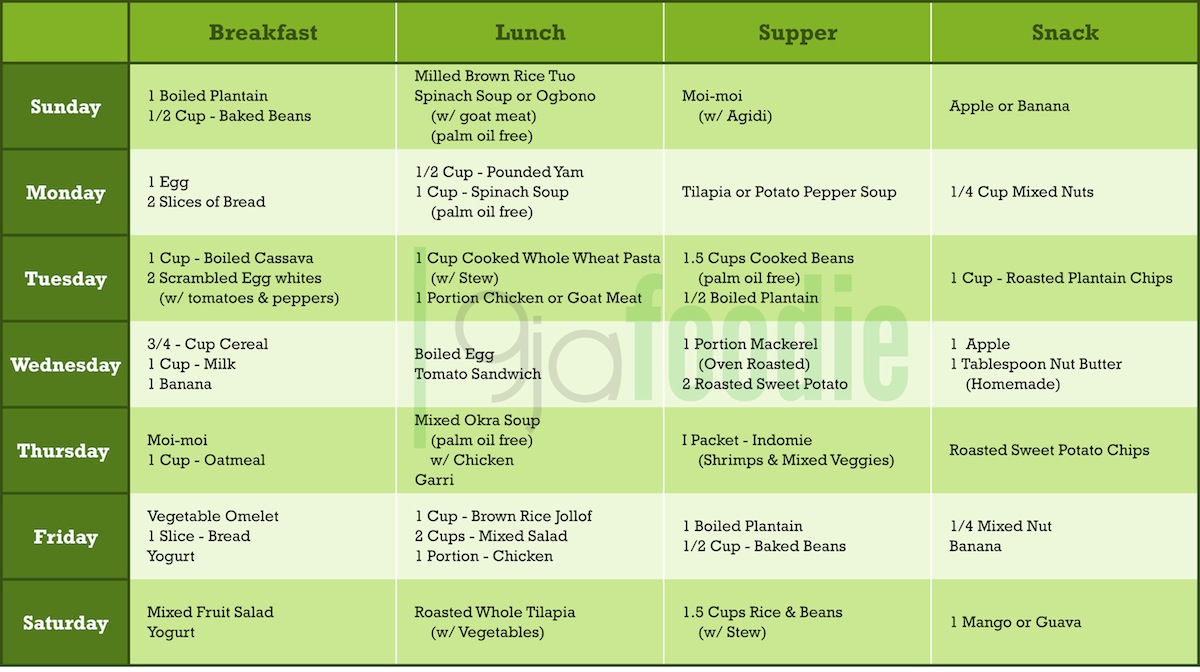 Breakfast
Lunch
Supper
Snack
Sunday
1 Boiled Plantain
1/2 Cup - Baked Beans
Milled Brown Rice Tuo
Spinach Soup or Ogbono
(w/ goat meat)
(palm oil free)
Moi-moi
(w/ Agidi)
Apple or Banana
Monday
1 Egg
2 Slices of Bread
1/2 Cup - Pounded Yam
1 Cup - Spinach Soup
(palm oil free)
Tilapia or Potato Pepper Soup
1/4 Cup Mixed Nuts
Tuesday
1 Cup - Boiled Cassava
2 Scrambled Egg whites
(w/ tomatoes & peppers)
1 Cup Cooked Whole Wheat Pasta
(w/ Stew)
1 Portion Chicken or Goat Meat
1.5 Cups Cooked Beans
(palm oil free)
1/2 Boiled Plantain
1 Cup - Roasted Plantain Chips
Wednesday
3/4 - Cup Cereal
1 Cup - Milk
1 Banana
Boiled Egg
Tomato Sandwich
1 Portion Mackerel
(Oven Roasted)
2 Roasted Sweet Potato
1 Apple
1 Tablespoon Nut Butter
(Homemade)
Thursday
Moi-moi
1 Cup - Oatmeal
Mixed Okra Soup
(palm oil free)
w/ Chicken
Garri
I Packet - Indomie
(Shrimps & Mixed Veggies)
Roasted Sweet Potato Chips
Friday
Vegetable Omelet
1 Slice - Bread
Yogurt
1 Cup - Brown Rice Jollof
2 Cups - Mixed Salad
1 Portion - Chicken
1 Boiled Plantain
1/2 Cup - Baked Beans
1/4 Mixed Nut
Banana
Saturday
Mixed Fruit Salad
Yogurt
Roasted Whole Tilapia
(w/ Vegetables)
1.5 Cups Rice & Beans
(w/ Stew)
1 Mango or Guava
9jafoodie